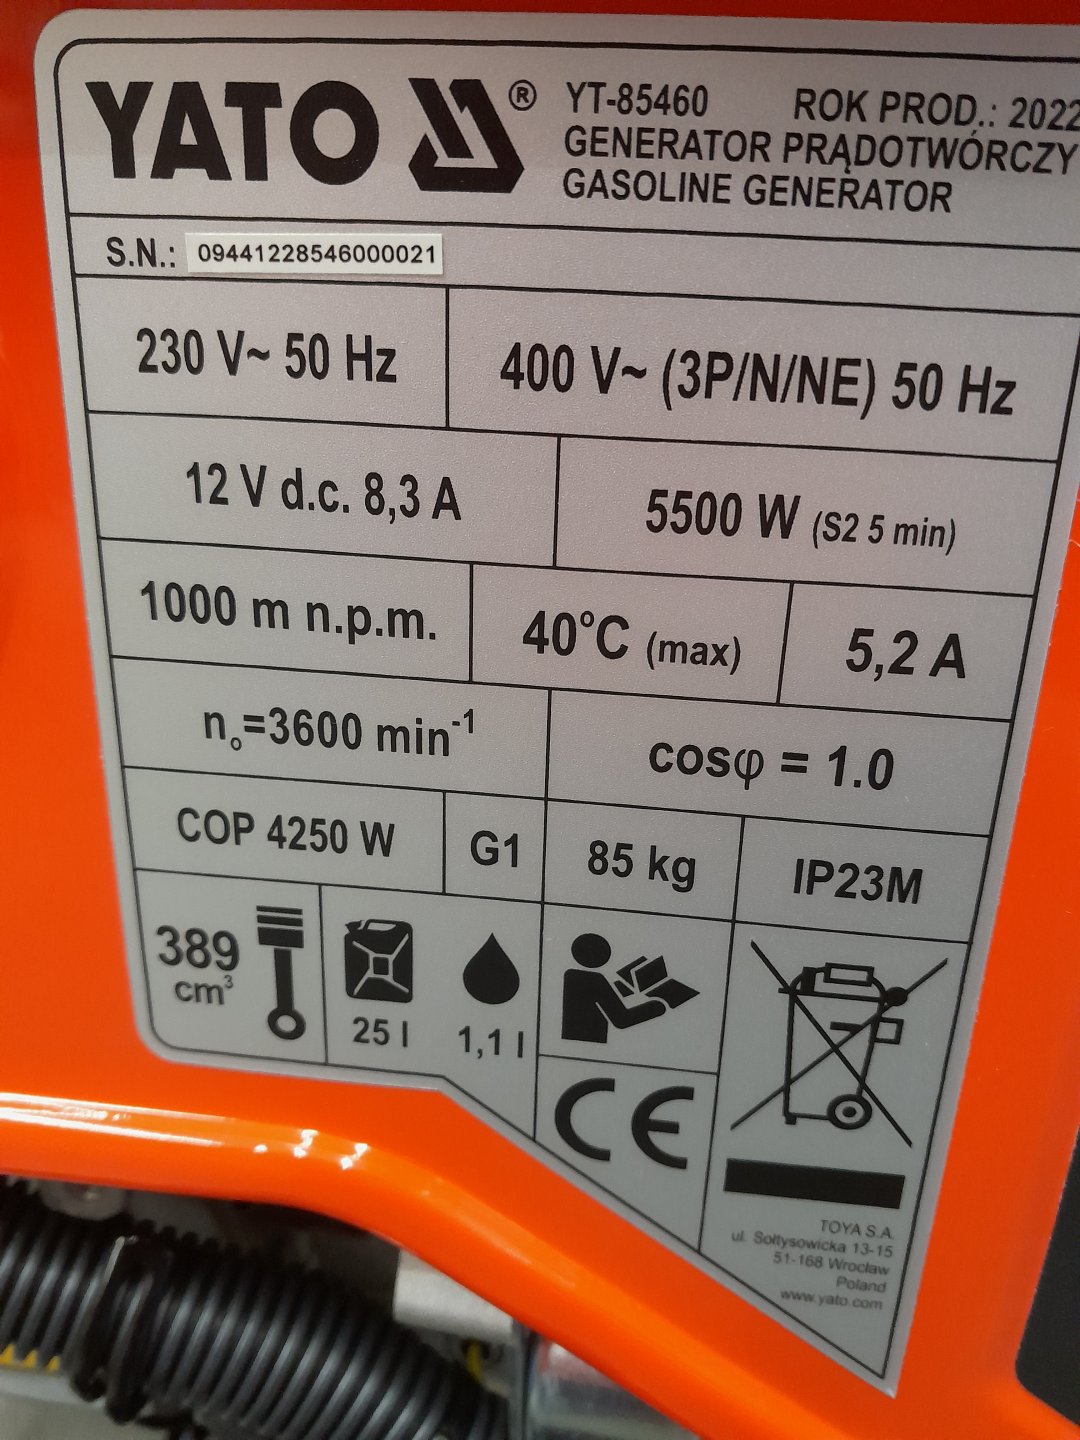 YATO ® YT-85460 ROK PROD.: 2022
GENERATOR PRĄDOTWÓRCZY
GASOLINE GENERATOR
S.N.: 09441228546000021
230 V~ 50 Hz
400 V~ (3P/N/NE) 50 Hz
12 V d.c. 8,3 A
5500 W (S2 5 min)
1000 m n.p.m.
40°C (max)
5,2 A
n₀=3600 min⁻¹
cosφ = 1.0
COP 4250 W
G1
85 kg
IP23M
389
cm³
25 l
1,1 l
CE
TOYA S.A.
ul. Sołtysowicka 13-15
51-168 Wrocław
Poland
www.yato.com